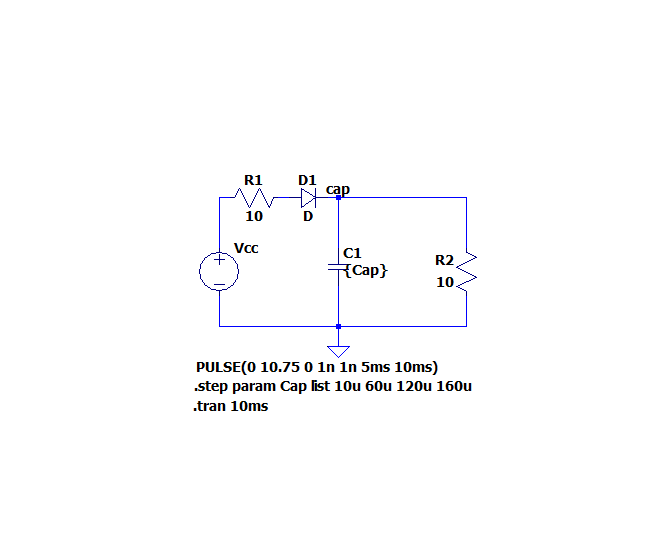 R1
D1
cap
10
D
Vcc
C1
{Cap}
R2
10
PULSE(0 10.75 0 1n 1n 5ms 10ms)
.step param Cap list 10u 60u 120u 160u
.tran 10ms